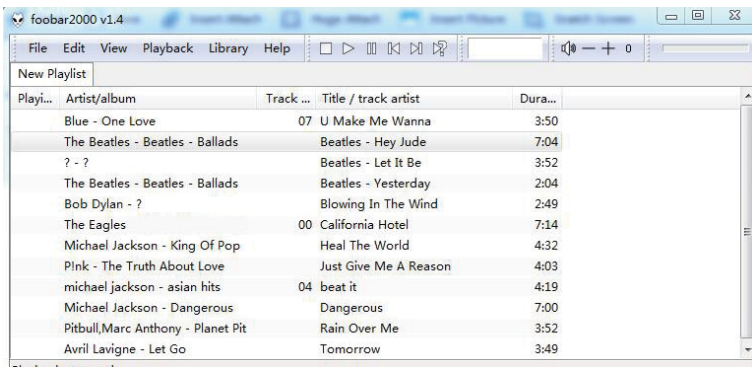 foobar2000 v1.4
File Edit View Playback Library Help 0
New Playlist
Playi... Artist/album Track ... Title / track artist Dura...
Blue - One Love 07 U Make Me Wanna 3:50
The Beatles - Beatles - Ballads Beatles - Hey Jude 7:04
? - ? Beatles - Let It Be 3:52
The Beatles - Beatles - Ballads Beatles - Yesterday 2:04
Bob Dylan - ? Blowing In The Wind 2:49
The Eagles 00 California Hotel 7:14
Michael Jackson - King Of Pop Heal The World 4:32
P!nk - The Truth About Love Just Give Me A Reason 4:03
michael jackson - asian hits 04 beat it 4:19
Michael Jackson - Dangerous Dangerous 7:00
Pitbull,Marc Anthony - Planet Pit Rain Over Me 3:52
Avril Lavigne - Let Go Tomorrow 3:49